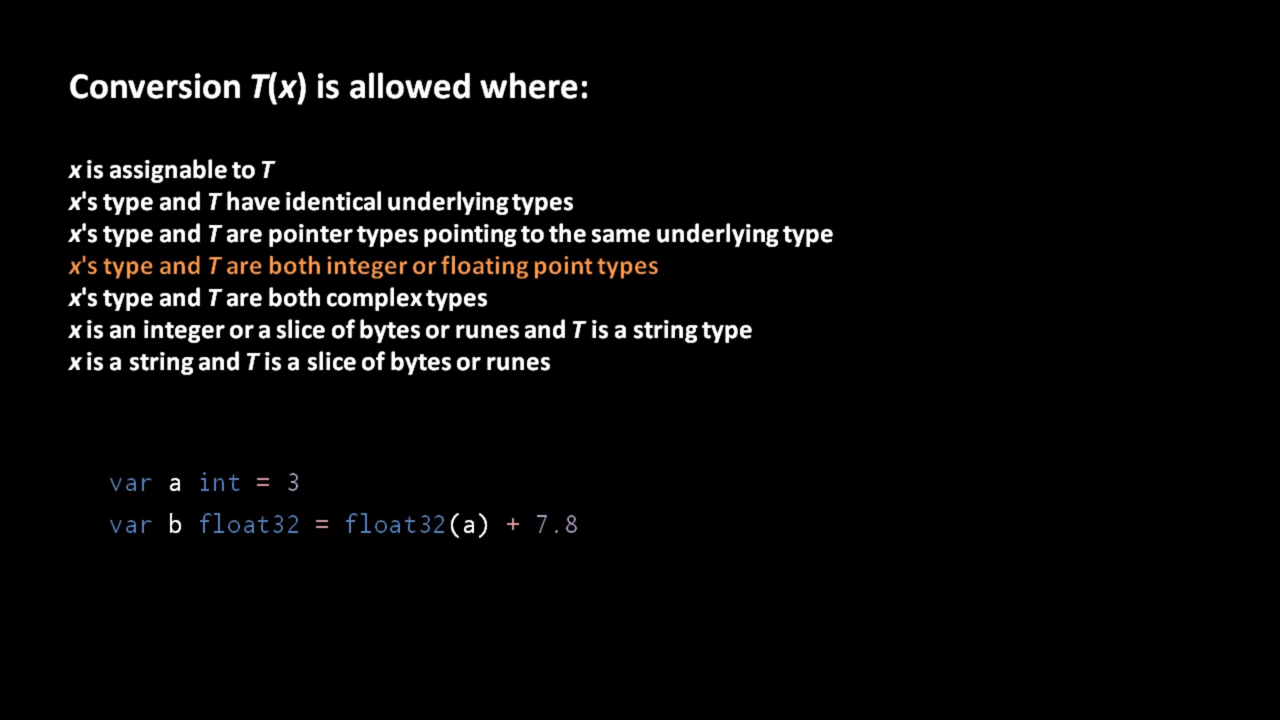 Conversion T(x) is allowed where:
x is assignable to T
x's type and T have identical underlying types
x's type and T are pointer types pointing to the same underlying type
x's type and T are both integer or floating point types
x's type and T are both complex types
x is an integer or a slice of bytes or runes and T is a string type
x is a string and T is a slice of bytes or runes
var a int = 3
var b float32 = float32(a) + 7.8